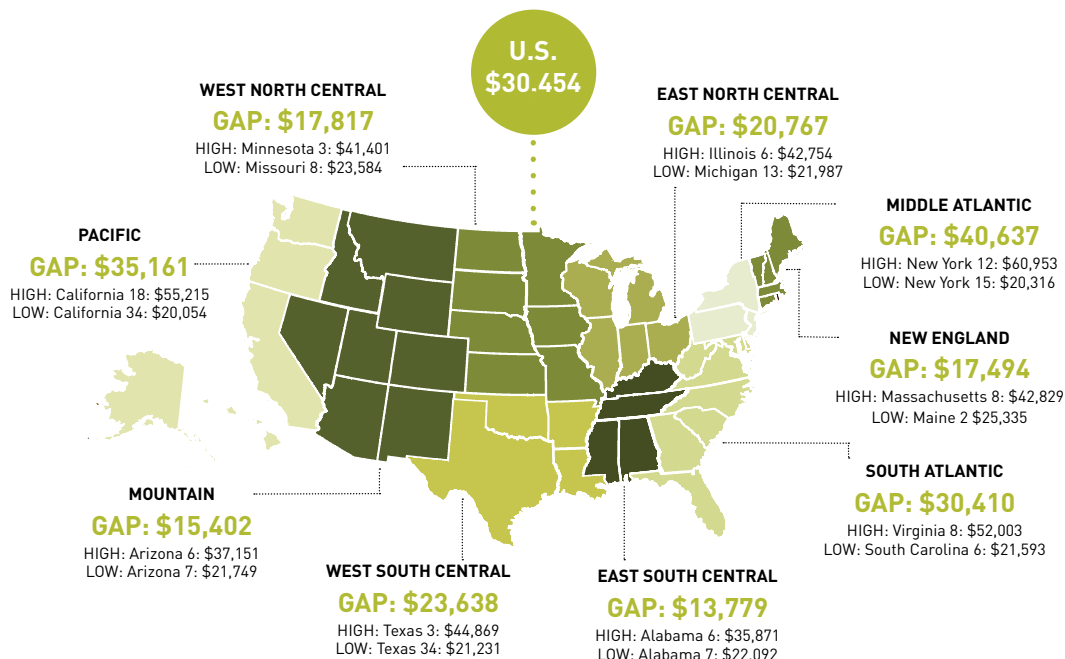 U.S.
$30.454
WEST NORTH CENTRAL
GAP: $17,817
HIGH: Minnesota 3: $41,401
LOW: Missouri 8: $23,584
EAST NORTH CENTRAL
GAP: $20,767
HIGH: Illinois 6: $42,754
LOW: Michigan 13: $21,987
MIDDLE ATLANTIC
GAP: $40,637
HIGH: New York 12: $60,953
LOW: New York 15: $20,316
PACIFIC
GAP: $35,161
HIGH: California 18: $55,215
LOW: California 34: $20,054
NEW ENGLAND
GAP: $17,494
HIGH: Massachusetts 8: $42,829
LOW: Maine 2 $25,335
SOUTH ATLANTIC
GAP: $30,410
HIGH: Virginia 8: $52,003
LOW: South Carolina 6: $21,593
MOUNTAIN
GAP: $15,402
HIGH: Arizona 6: $37,151
LOW: Arizona 7: $21,749
WEST SOUTH CENTRAL
GAP: $23,638
HIGH: Texas 3: $44,869
LOW: Texas 34: $21,231
EAST SOUTH CENTRAL
GAP: $13,779
HIGH: Alabama 6: $35,871
LOW: Alabama 7: $22,092